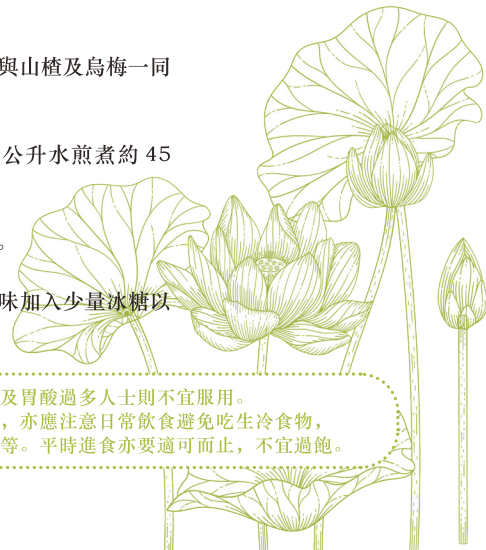 與山楂及烏梅一同
公升水煎煮約 45
。
味加入少量冰糖以
及胃酸過多人士則不宜服用。
，亦應注意日常飲食避免吃生冷食物，
等。平時進食亦要適可而止，不宜過飽。